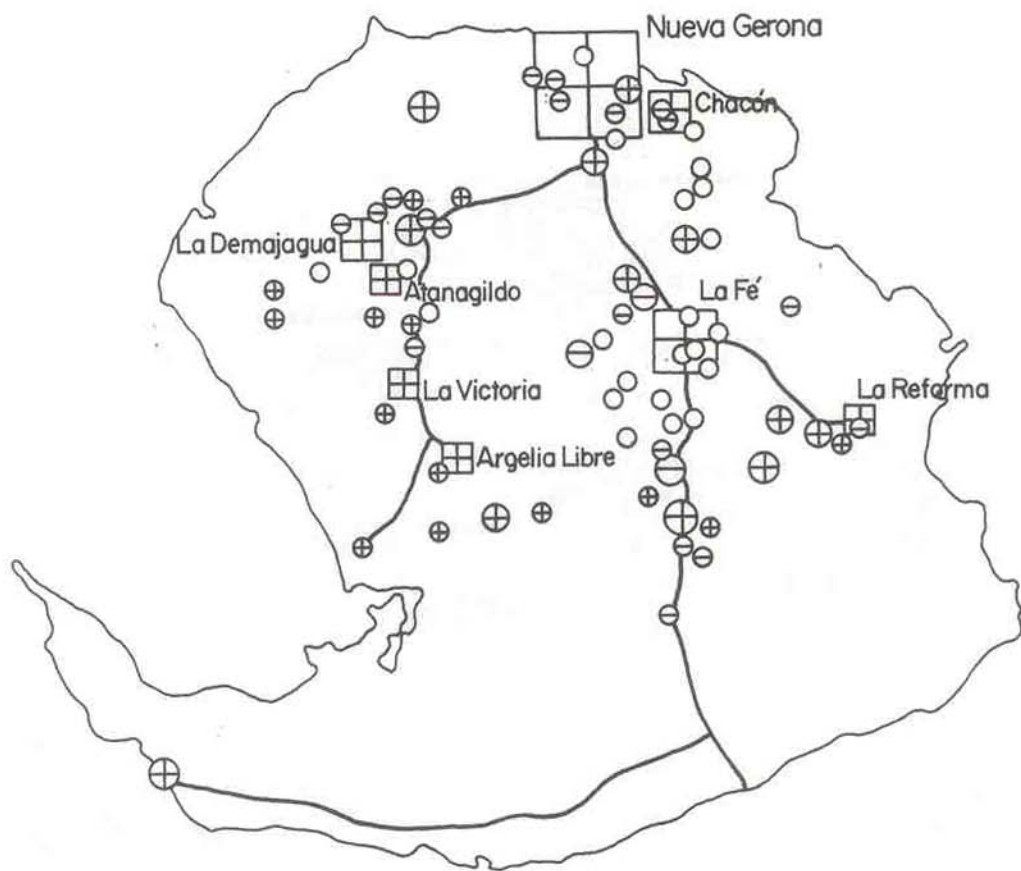 Nueva Gerona
Chacón
La Demajagua
Atanagildo
La Fé
La Victoria
La Reforma
Argelia Libre